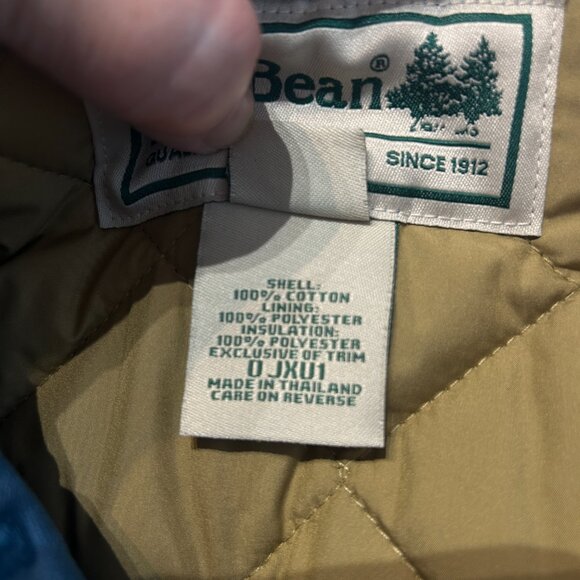 Bean®
SINCE 1912
SHELL:
100% COTTON
LINING:
100% POLYESTER
INSULATION:
100% POLYESTER
EXCLUSIVE OF TRIM
0 JXU1
MADE IN THAILAND
CARE ON REVERSE